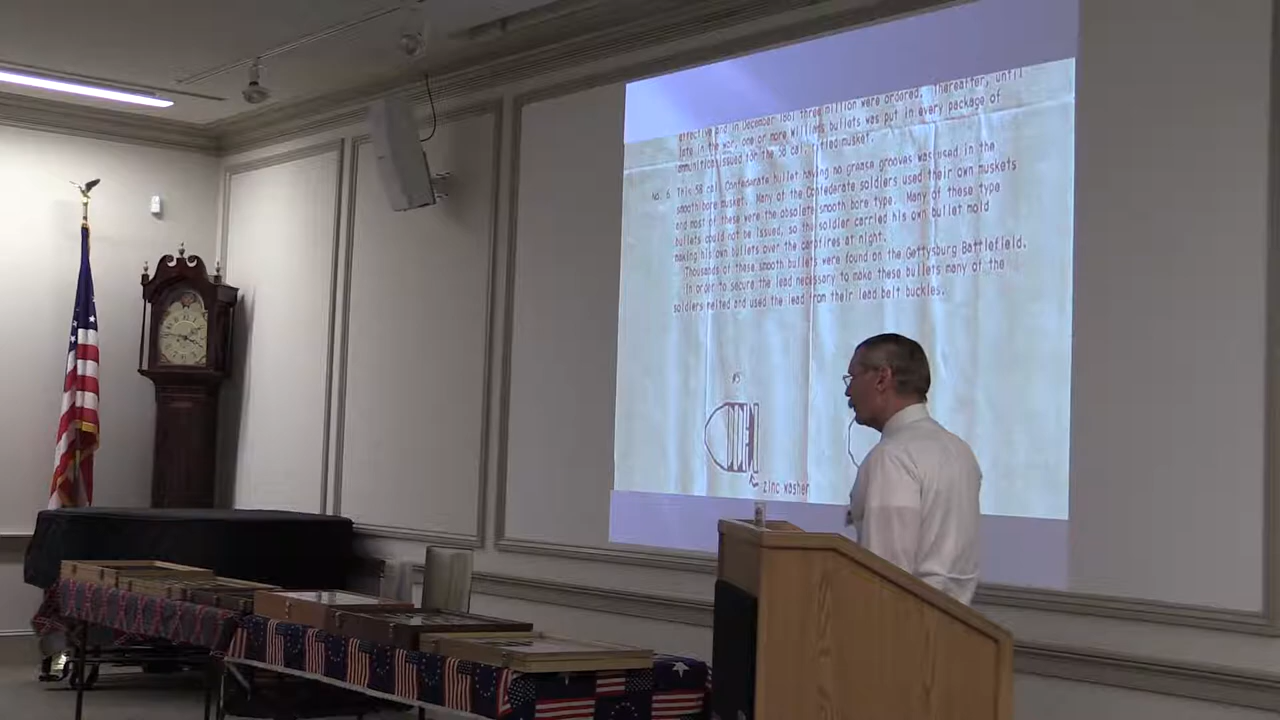 effective and in December 1861 three million were ordered. Thereafter, until
late in the war, one or more Williams bullets was put in every package of
ammunition issued for the 58 cal. rifled musket.
No. 6 This 58 cal. Confederate bullet having no grease grooves was used in the
smooth bore musket. Many of the Confederate soldiers used their own muskets
and most of these were the obsolete smooth bore type. Many of these type
bullets could not be issued, so the soldier carried his own bullet mold
making his own bullets over the campfires at night.
Thousands of these smooth bullets were found on the Gettysburg Battlefield.
In order to secure the lead necessary to make these bullets many of the
soldiers melted and used the lead from their lead belt buckles.
#5
zinc washer